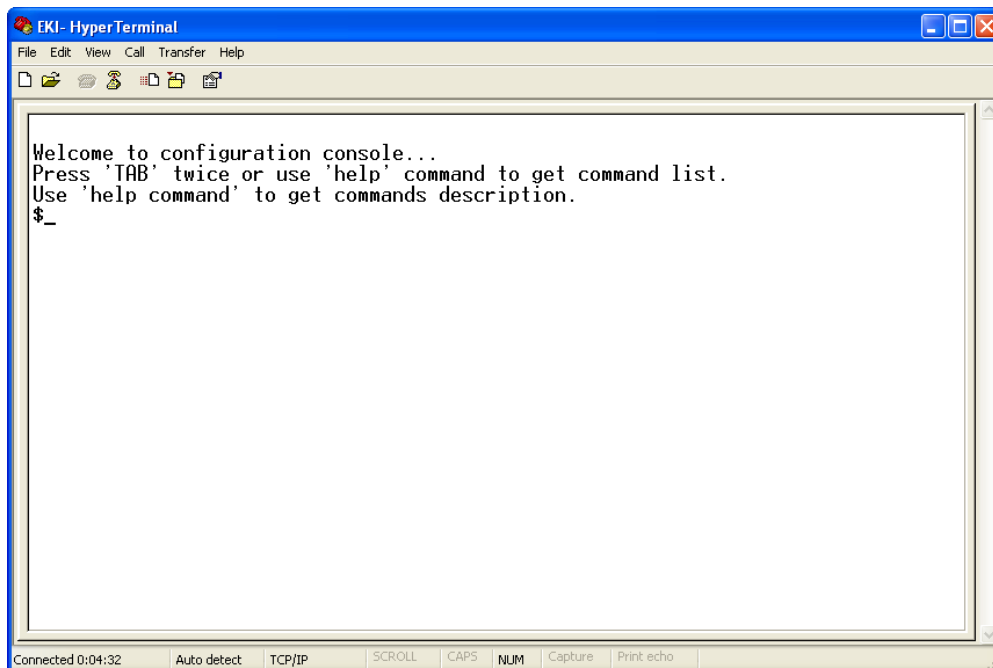 EKI- HyperTerminal
File Edit View Call Transfer Help
Welcome to configuration console...
Press 'TAB' twice or use 'help' command to get command list.
Use 'help command' to get commands description.
$_
Connected 0:04:32 Auto detect TCP/IP SCROLL CAPS NUM Capture Print echo